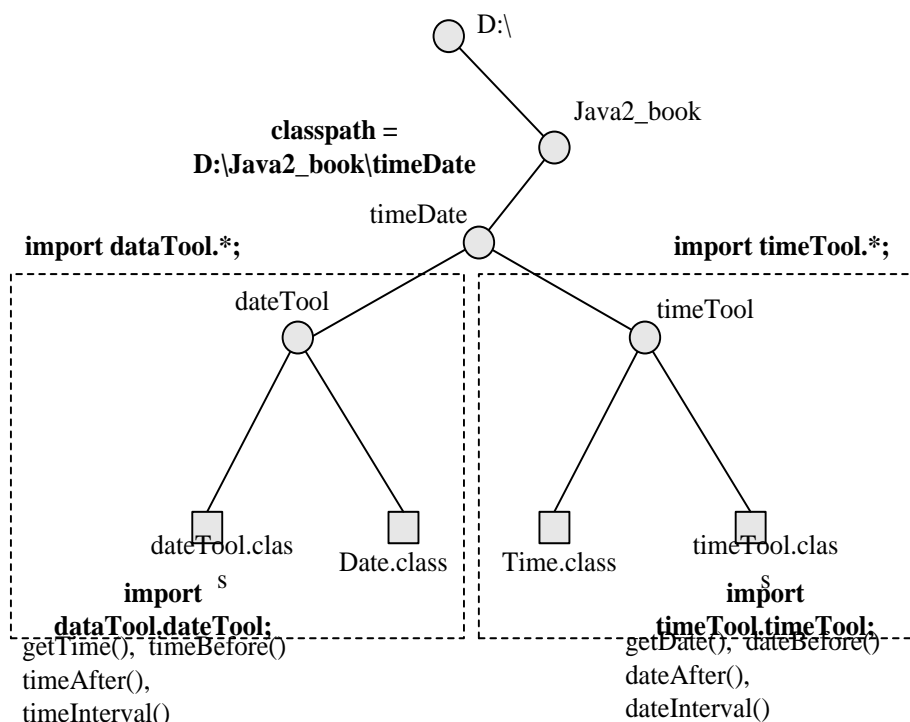 D:\
Java2_book
classpath =
D:\Java2_book\timeDate
timeDate
import dataTool.*;
import timeTool.*;
dateTool
timeTool
dateTool.clas
s
Date.class
Time.class
timeTool.clas
s
import
dataTool.dateTool;
import
timeTool.timeTool;
getTime(), timeBefore()
timeAfter(),
timeInterval()
getDate(), dateBefore()
dateAfter(),
dateInterval()